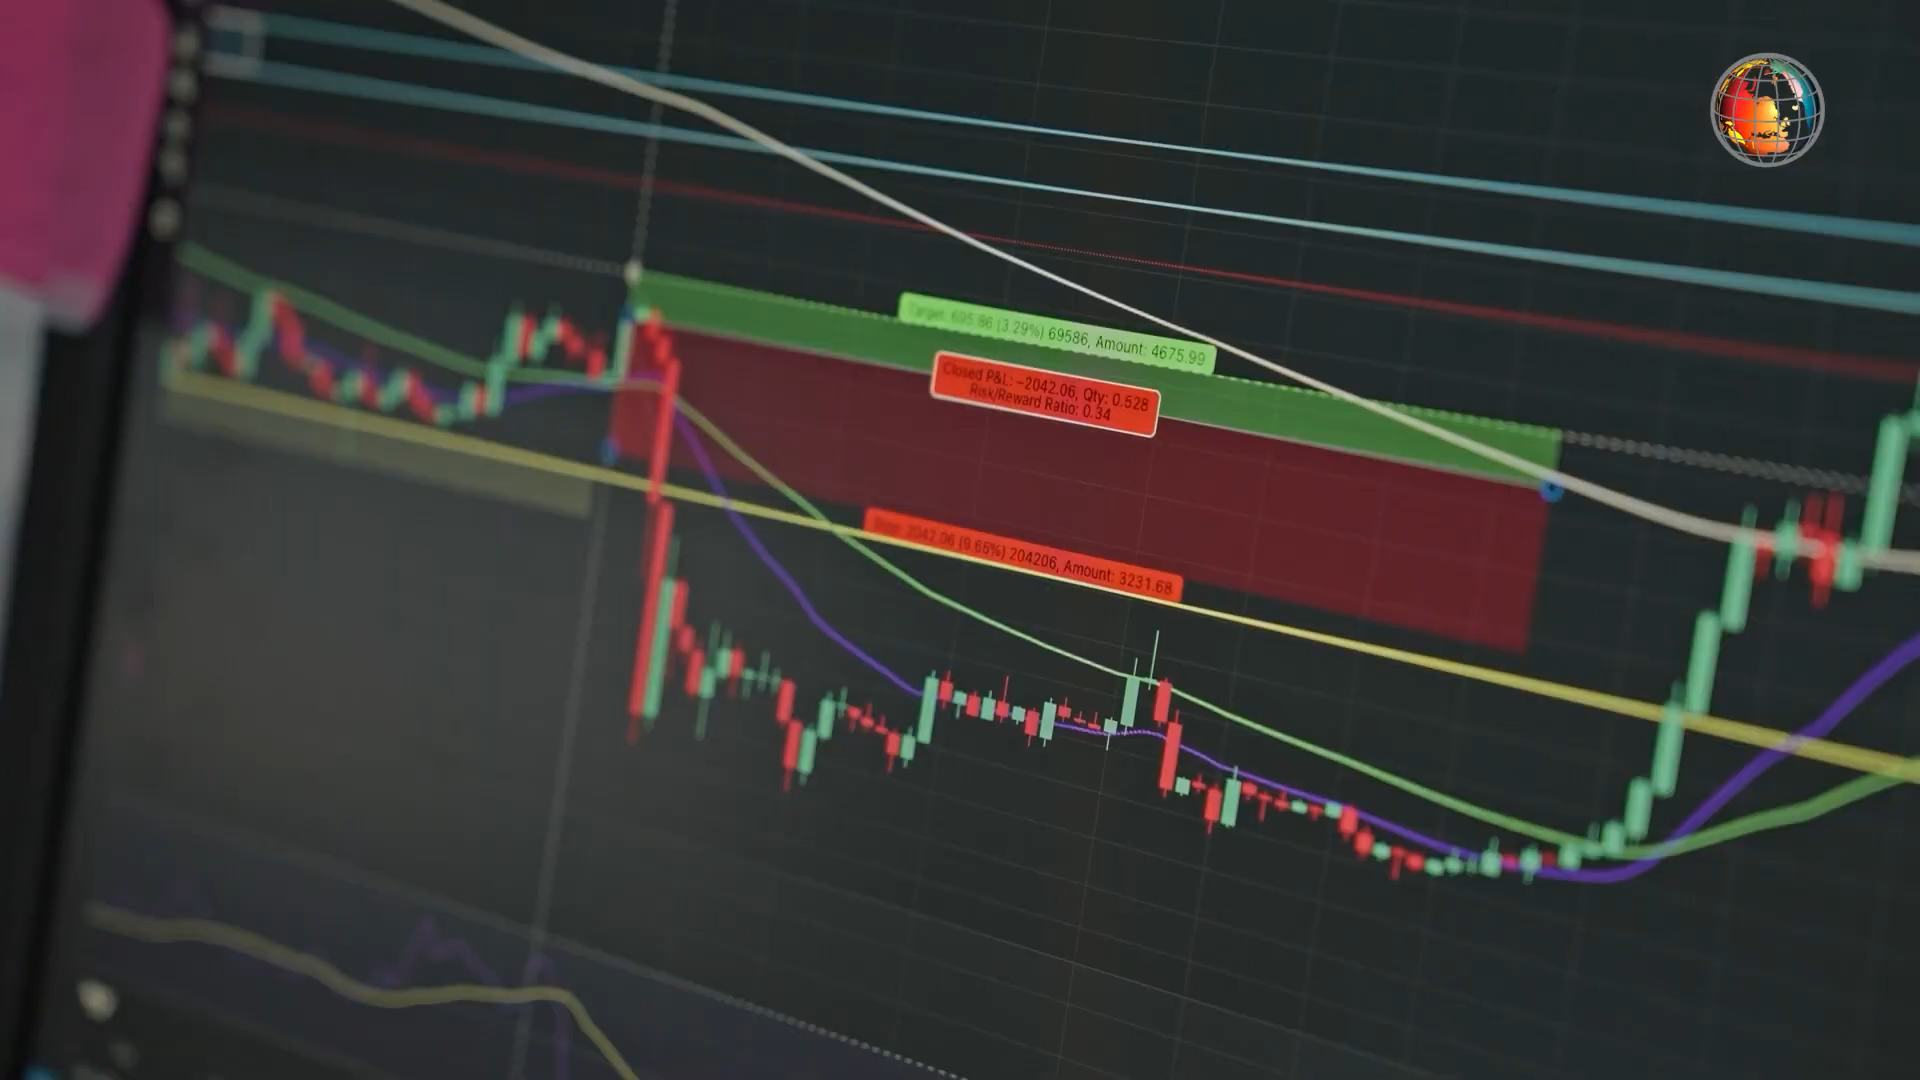 Target: 695.86 (3.29%) 69586, Amount: 4675.99
Closed P&L: −2042.06, Qty: 0.528
Risk/Reward Ratio: 0.34
2042.06 (9.66%) 204206, Amount: 3231.68